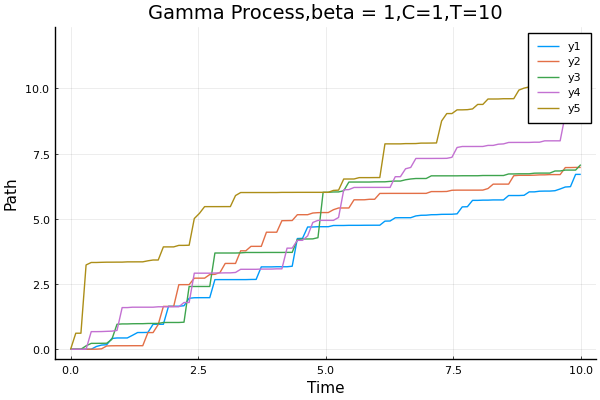 Gamma Process,beta = 1,C=1,T=10
Path
10.0
7.5
5.0
2.5
0.0
y1
y2
y3
y4
y5
0.0 2.5 5.0 7.5 10.0
Time